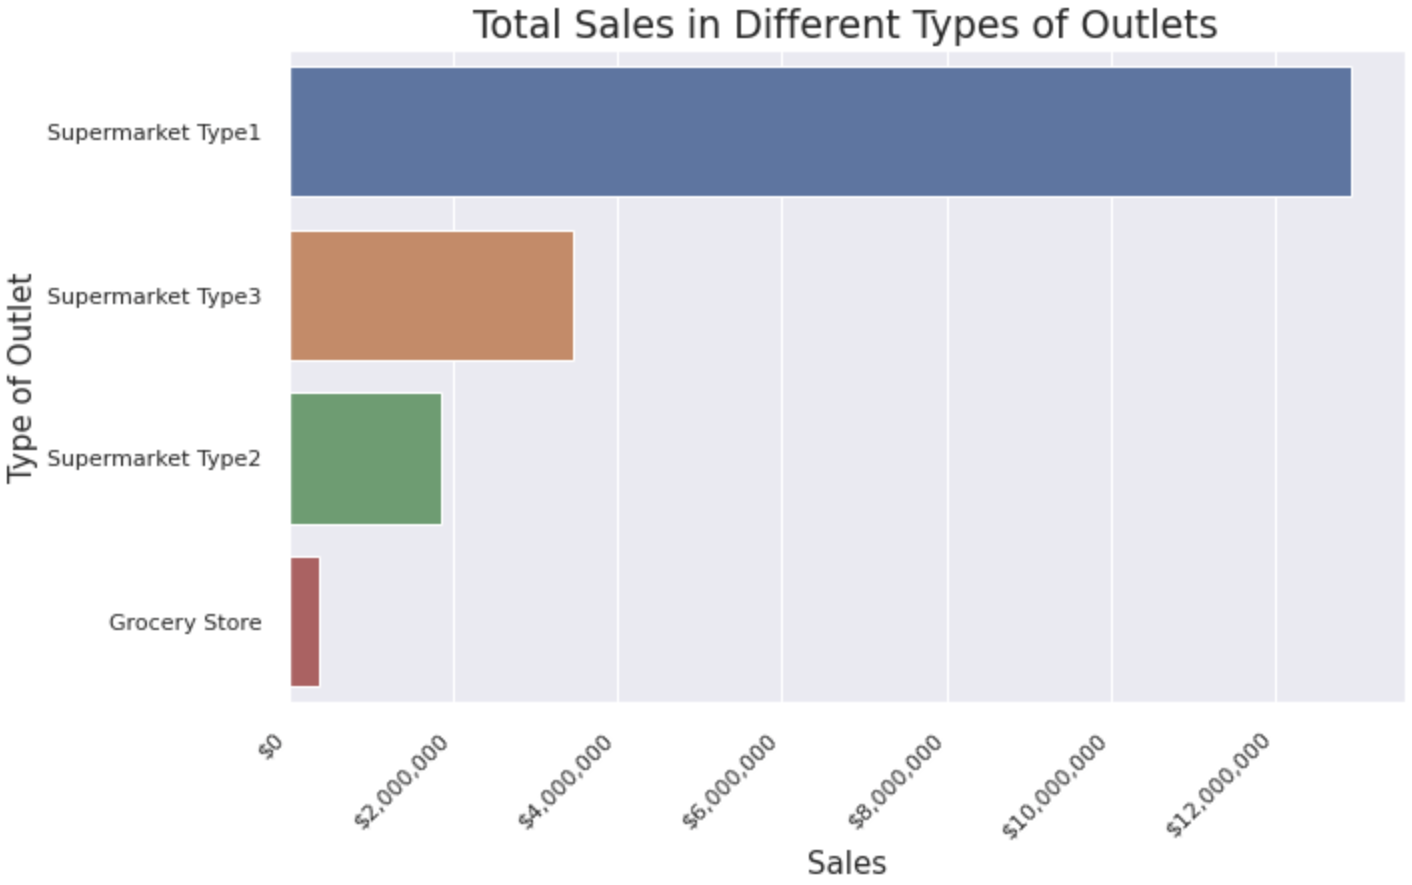 Total Sales in Different Types of Outlets
Type of Outlet
Supermarket Type1
Supermarket Type3
Supermarket Type2
Grocery Store
$0
$2,000,000
$4,000,000
$6,000,000
$8,000,000
$10,000,000
$12,000,000
Sales